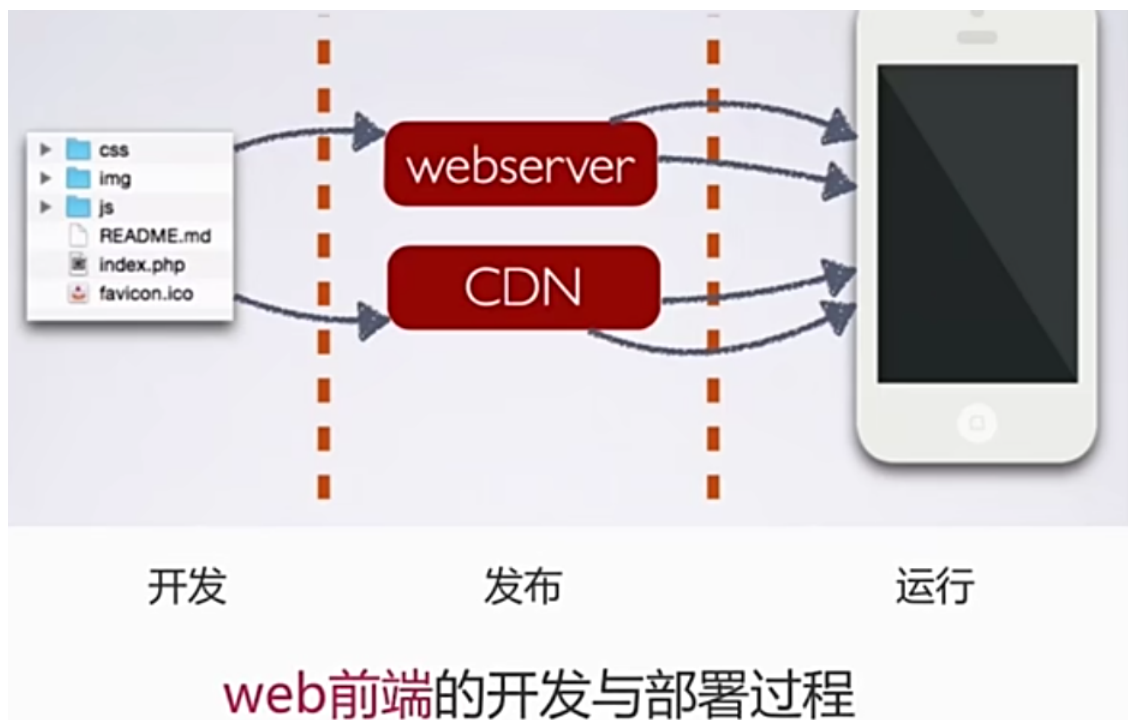 css
img
js
README.md
index.php
favicon.ico
webserver
CDN
开发
发布
运行
web前端的开发与部署过程